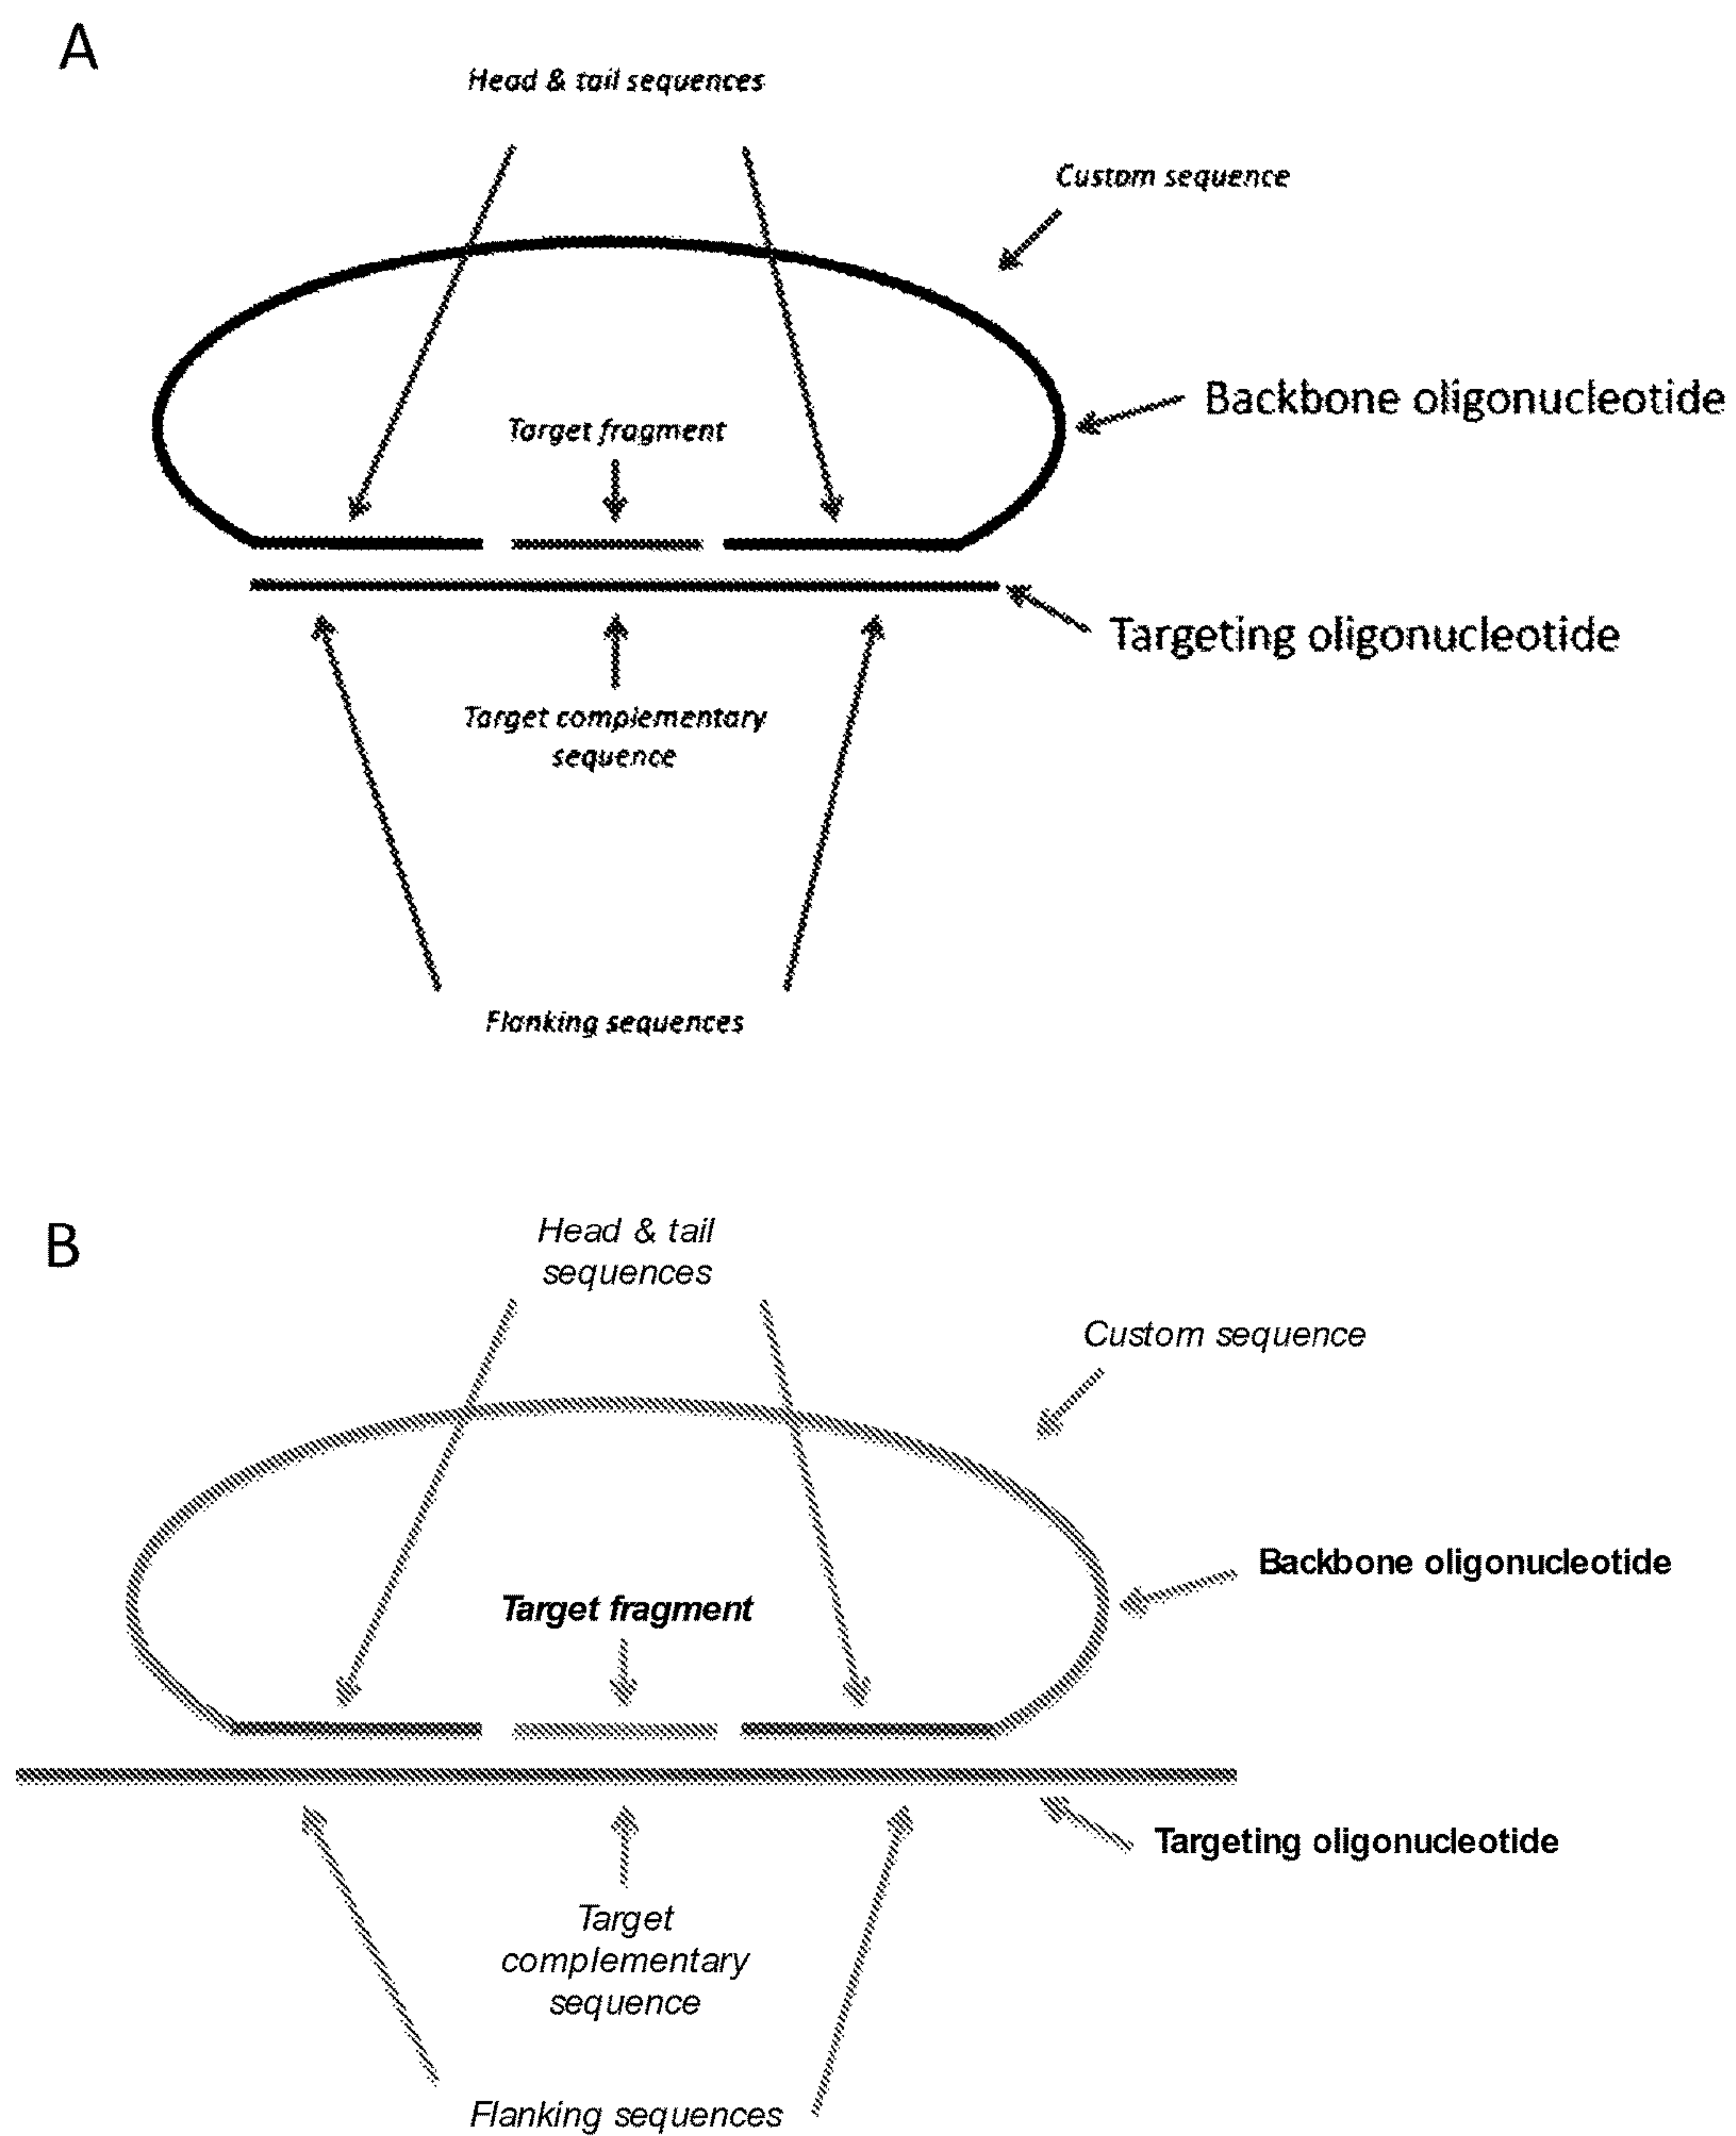 A
Head & tail sequences
Custom sequence
Backbone oligonucleotide
Target fragment
Targeting oligonucleotide
Target complementary
sequence
Flanking sequences
B
Head & tail
sequences
Custom sequence
Backbone oligonucleotide
Target fragment
Targeting oligonucleotide
Target
complementary
sequence
Flanking sequences